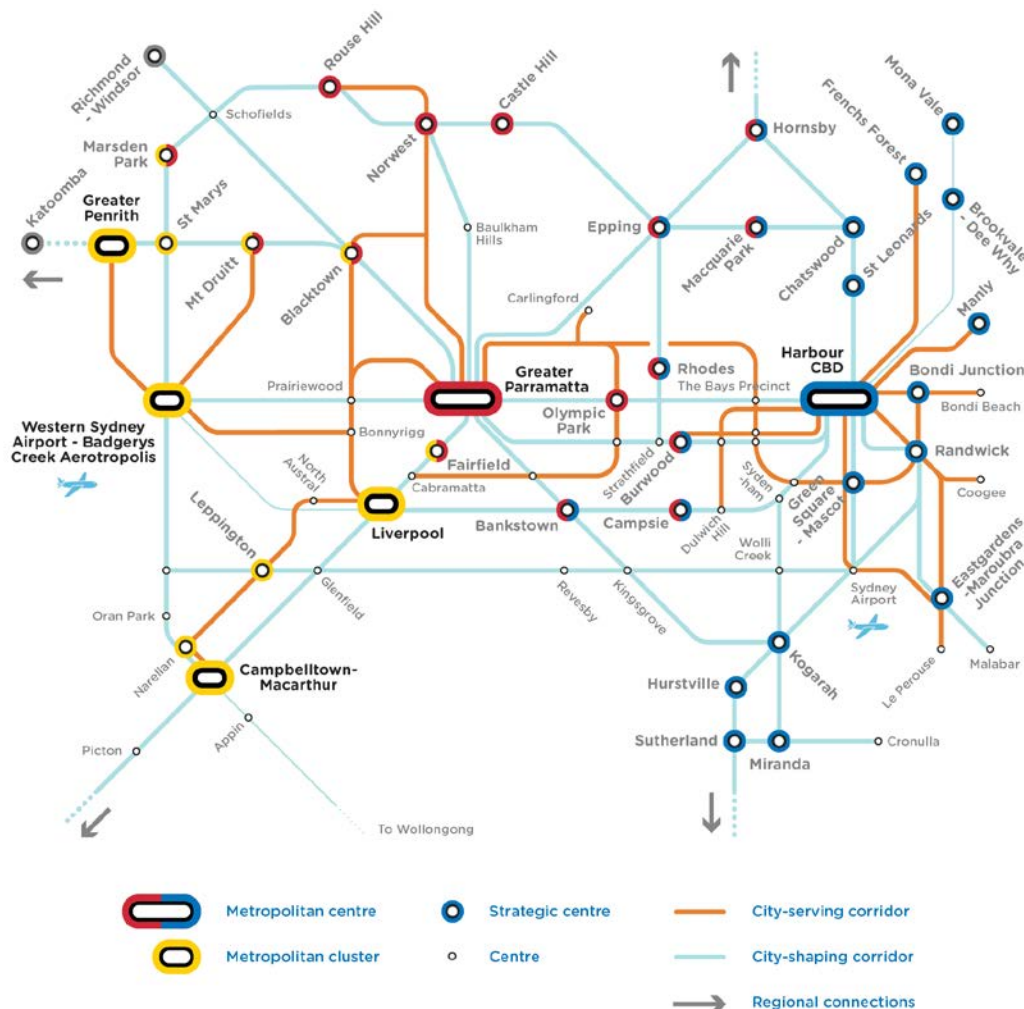 Richmond
- Windsor
Rouse Hill
Castle Hill
Schofields
Marsden
Park
Norwest
Hornsby
Frenchs Forest
Mona Vale
Katoomba
Greater
Penrith
St Marys
Mt Druitt
Blacktown
Baulkham
Hills
Epping
Macquarie
Park
Chatswood
St Leonards
Brookvale
- Dee Why
Carlingford
Manly
Harbour
CBD
Greater
Parramatta
Rhodes
The Bays Precinct
Bondi Junction
Bondi Beach
Prairiewood
Olympic
Park
Western Sydney
Airport - Badgerys
Creek Aerotropolis
Bonnyrigg
Fairfield
Cabramatta
Strathfield
Burwood
Syden
-ham
Green
Square
- Mascot
Randwick
Coogee
North
Austral
Leppington
Liverpool
Bankstown
Campsie
Dulwich
Hill
Wolli
Creek
Sydney
Airport
Eastgardens
-Maroubra
Junction
Oran Park
Glenfield
Revesby
Kingsgrove
Narellan
Campbelltown-
Macarthur
Kogarah
Le Perouse
Malabar
Hurstville
Picton
Appin
Sutherland
Miranda
Cronulla
To Wollongong
Metropolitan centre
Strategic centre
City-serving corridor
Metropolitan cluster
Centre
City-shaping corridor
Regional connections